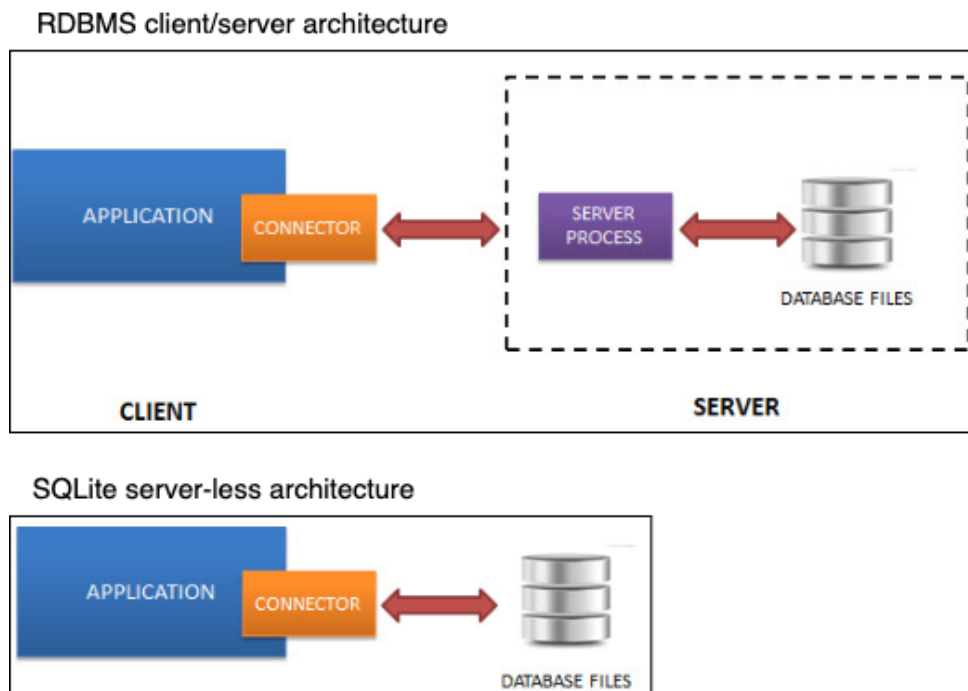 RDBMS client/server architecture
APPLICATION
CONNECTOR
SERVER
PROCESS
DATABASE FILES
CLIENT
SERVER
SQLite server-less architecture
APPLICATION
CONNECTOR
DATABASE FILES